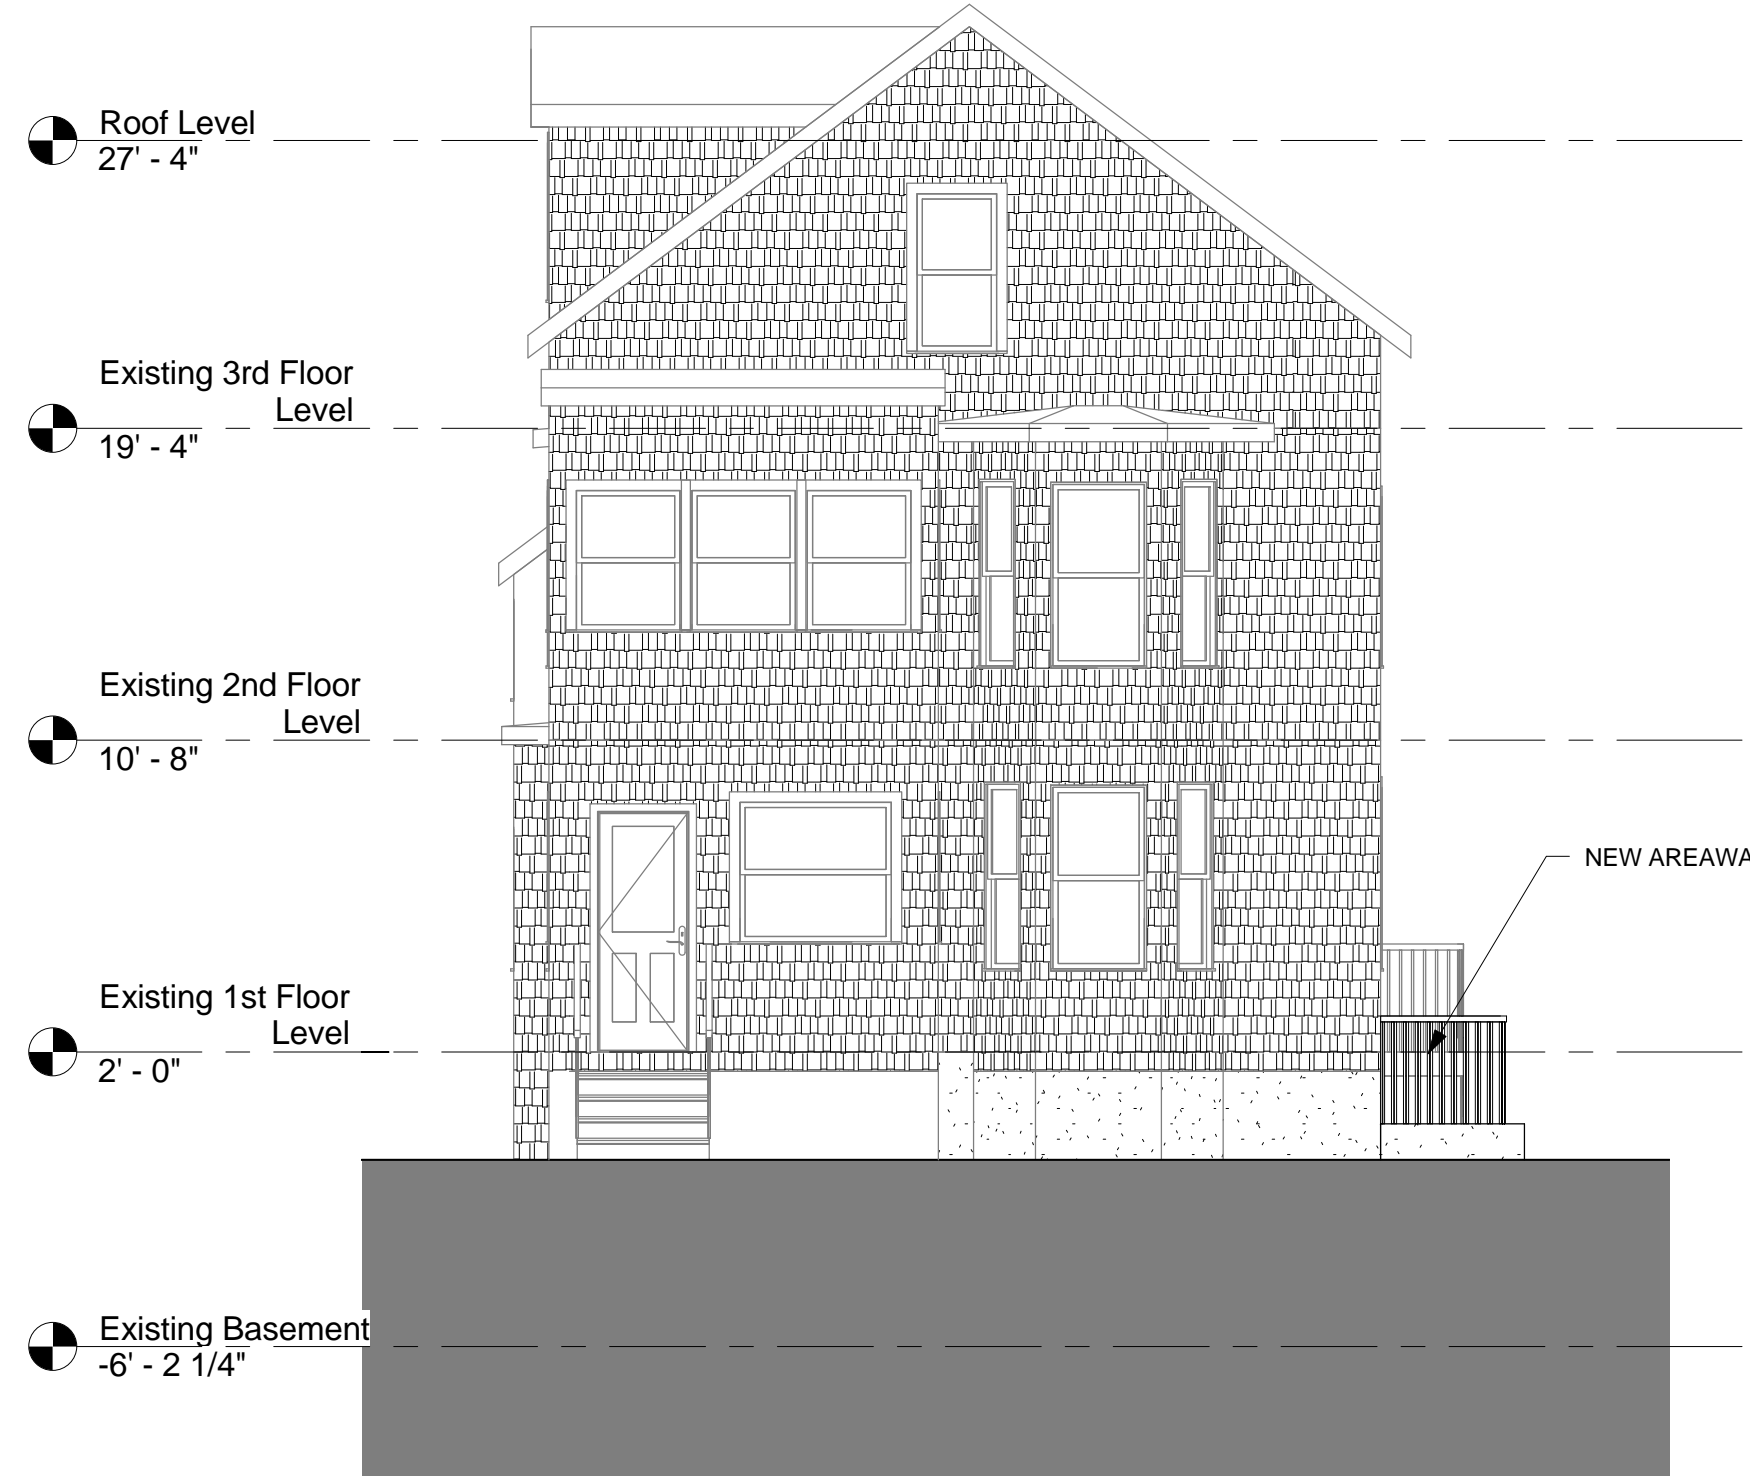 Roof Level
27' - 4"
Existing 3rd Floor
Level
19' - 4"
Existing 2nd Floor
Level
10' - 8"
NEW AREAWA
Existing 1st Floor
Level
2' - 0"
Existing Basement
-6' - 2 1/4"